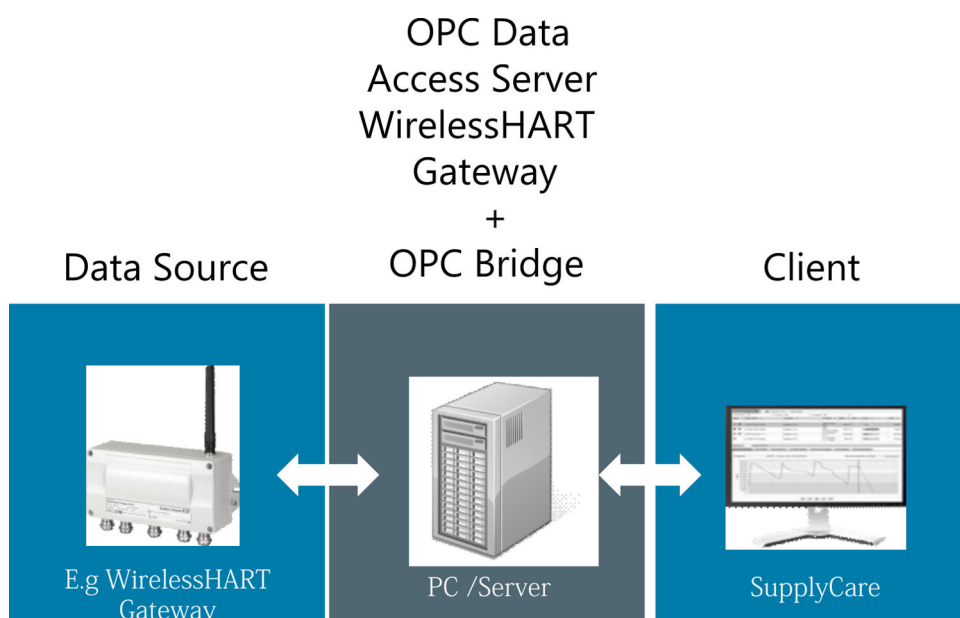 OPC Data
Access Server
WirelessHART
Gateway
+
OPC Bridge
Data Source
Client
E.g WirelessHART
Gateway
PC /Server
SupplyCare